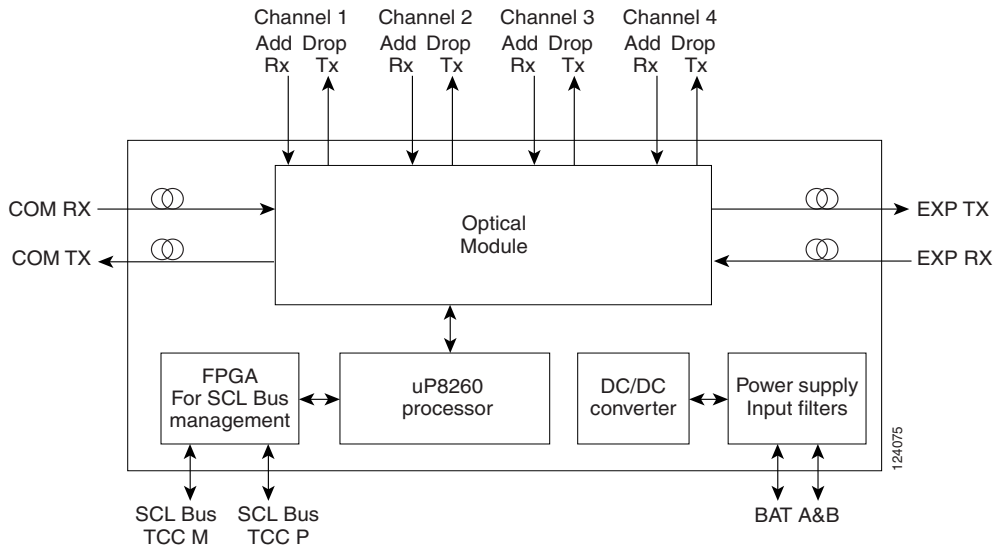 Channel 1 Channel 2 Channel 3 Channel 4
Add Drop Add Drop Add Drop Add Drop
Rx Tx Rx Tx Rx Tx Rx Tx
COM RX
EXP TX
Optical
Module
COM TX
EXP RX
FPGA
For SCL Bus
management
uP8260
processor
DC/DC
converter
Power supply
Input filters
124075
SCL Bus
TCC M
SCL Bus
TCC P
BAT A&B